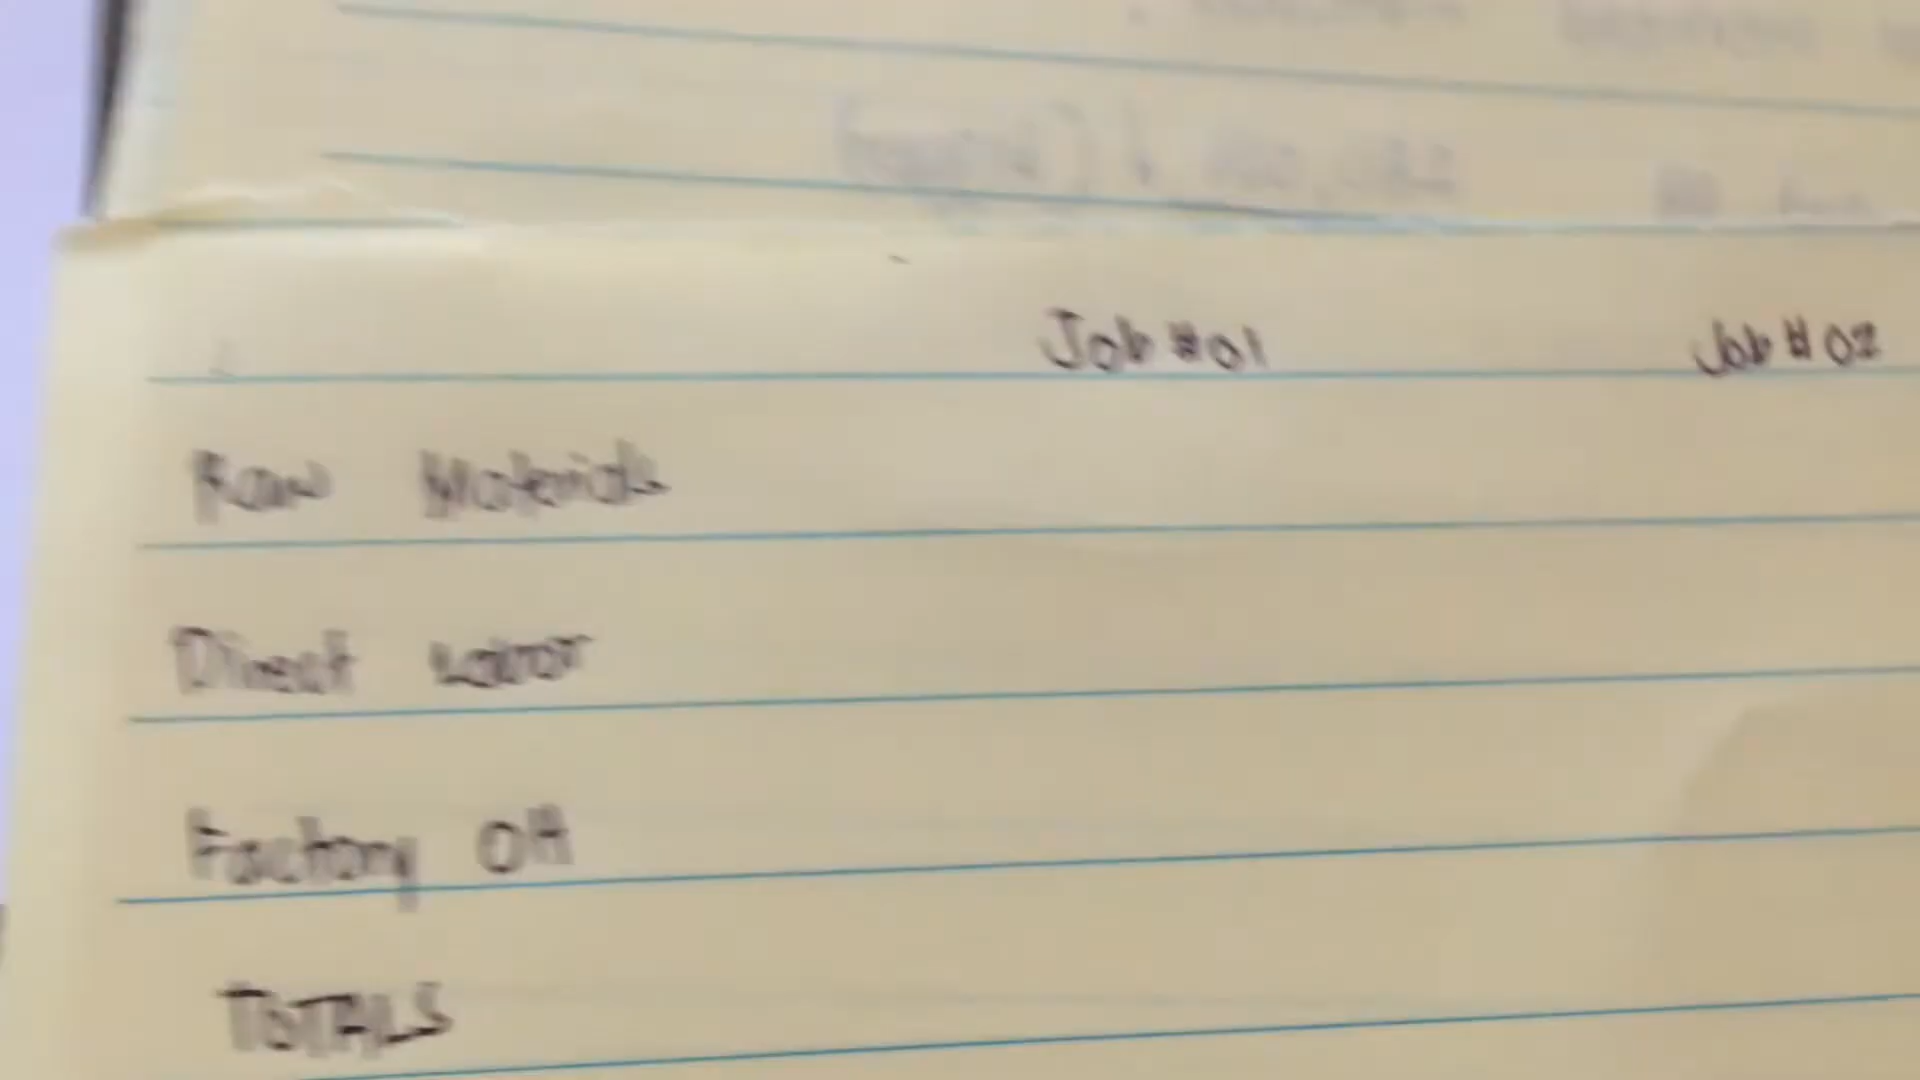 Job #01 Job #02
Raw Materials
Direct Labor
Factory OH
TOTALS